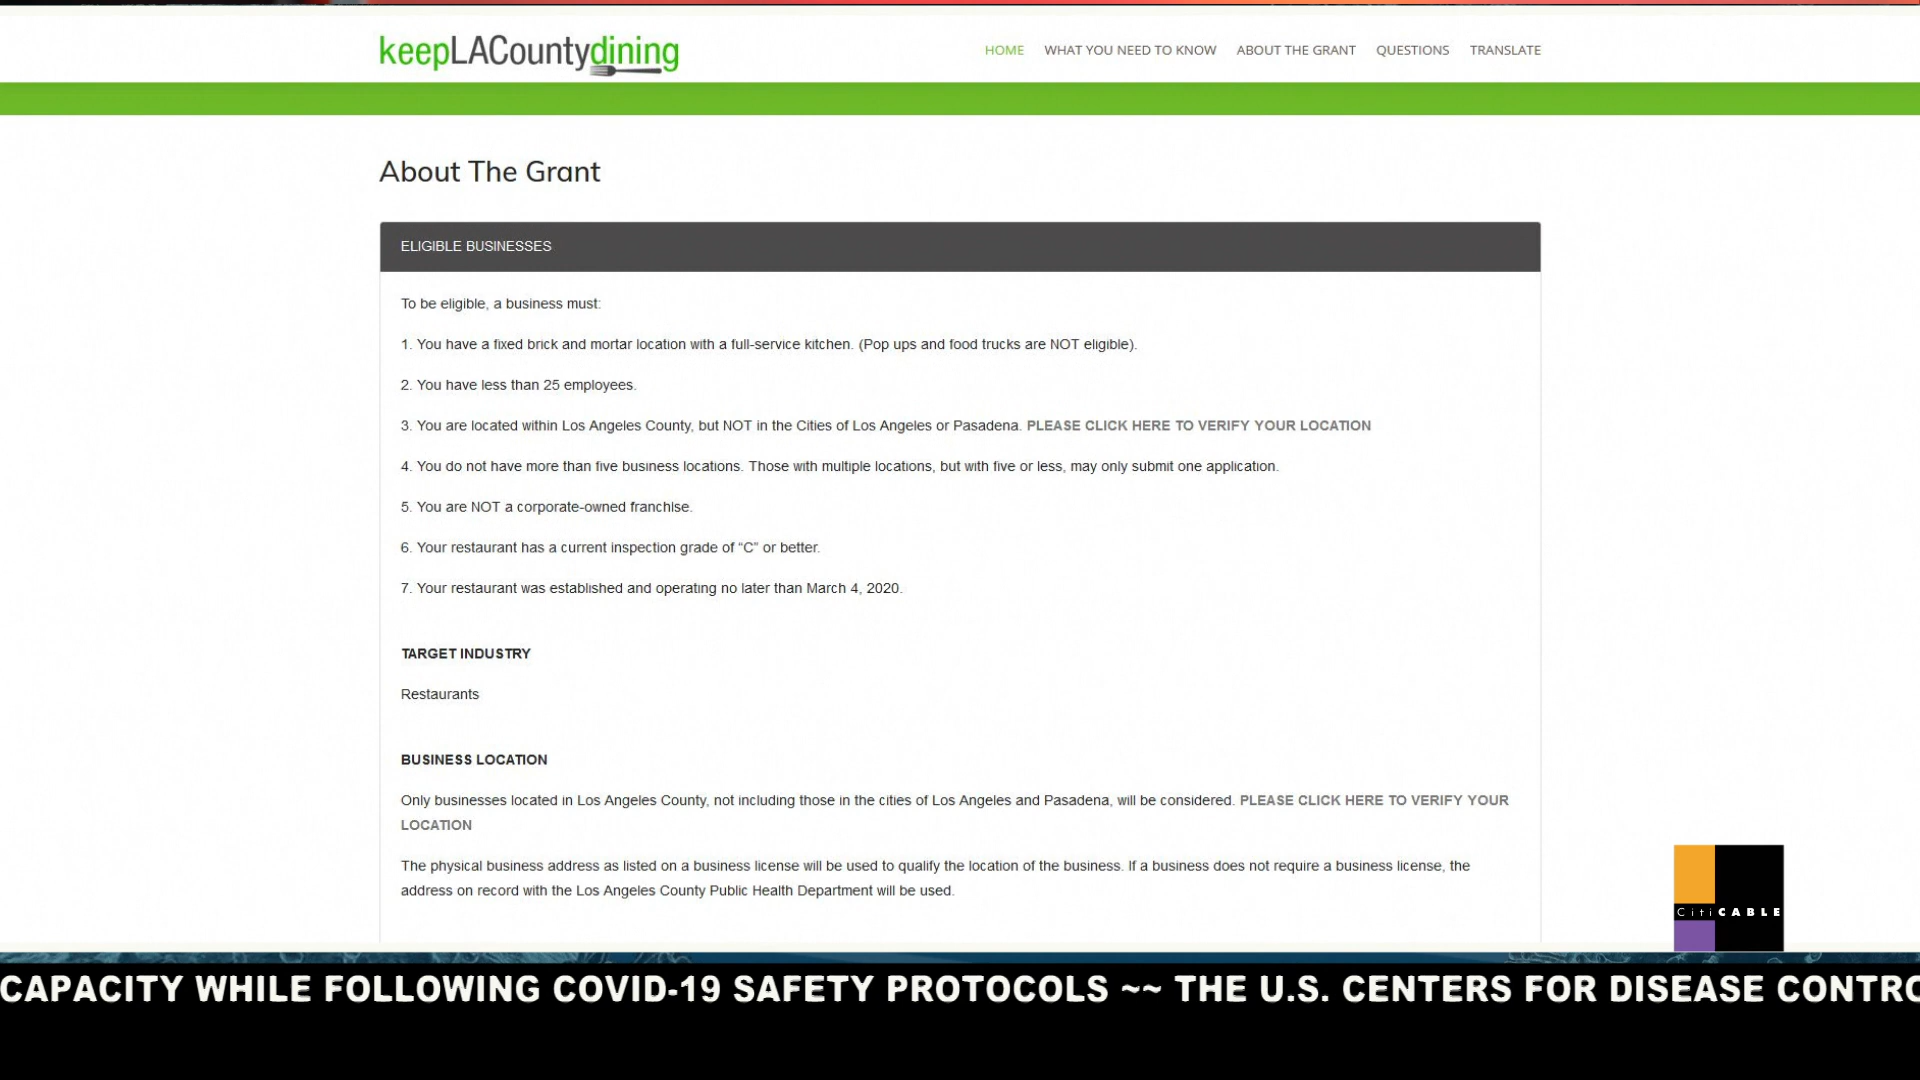 keepLACountydining
HOME WHAT YOU NEED TO KNOW ABOUT THE GRANT QUESTIONS TRANSLATE
About The Grant
ELIGIBLE BUSINESSES
To be eligible, a business must:
1. You have a fixed brick and mortar location with a full-service kitchen. (Pop ups and food trucks are NOT eligible).
2. You have less than 25 employees.
3. You are located within Los Angeles County, but NOT in the Cities of Los Angeles or Pasadena. PLEASE CLICK HERE TO VERIFY YOUR LOCATION
4. You do not have more than five business locations. Those with multiple locations, but with five or less, may only submit one application.
5. You are NOT a corporate-owned franchise.
6. Your restaurant has a current inspection grade of “C” or better.
7. Your restaurant was established and operating no later than March 4, 2020.
TARGET INDUSTRY
Restaurants
BUSINESS LOCATION
Only businesses located in Los Angeles County, not including those in the cities of Los Angeles and Pasadena, will be considered. PLEASE CLICK HERE TO VERIFY YOUR
LOCATION
The physical business address as listed on a business license will be used to qualify the location of the business. If a business does not require a business license, the
address on record with the Los Angeles County Public Health Department will be used.
CitiCABLE
CAPACITY WHILE FOLLOWING COVID-19 SAFETY PROTOCOLS ~~ THE U.S. CENTERS FOR DISEASE CONTRO